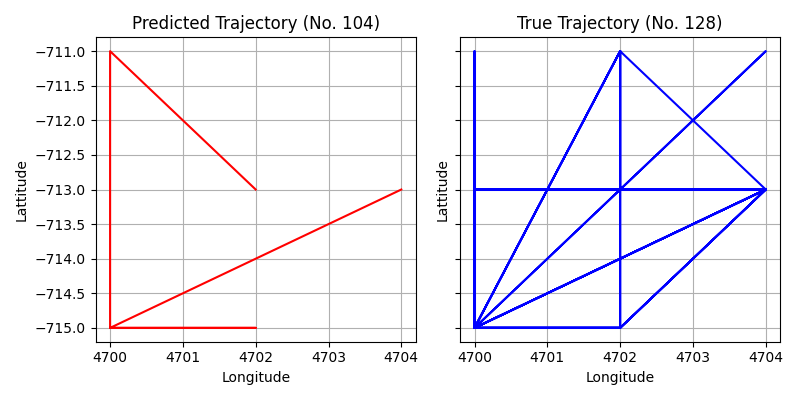 Predicted Trajectory (No. 104)
True Trajectory (No. 128)
−711.0
−711.5
−712.0
−712.5
−713.0
−713.5
−714.0
−714.5
−715.0
Lattitude
Lattitude
4700 4701 4702 4703 4704
4700 4701 4702 4703 4704
Longitude
Longitude